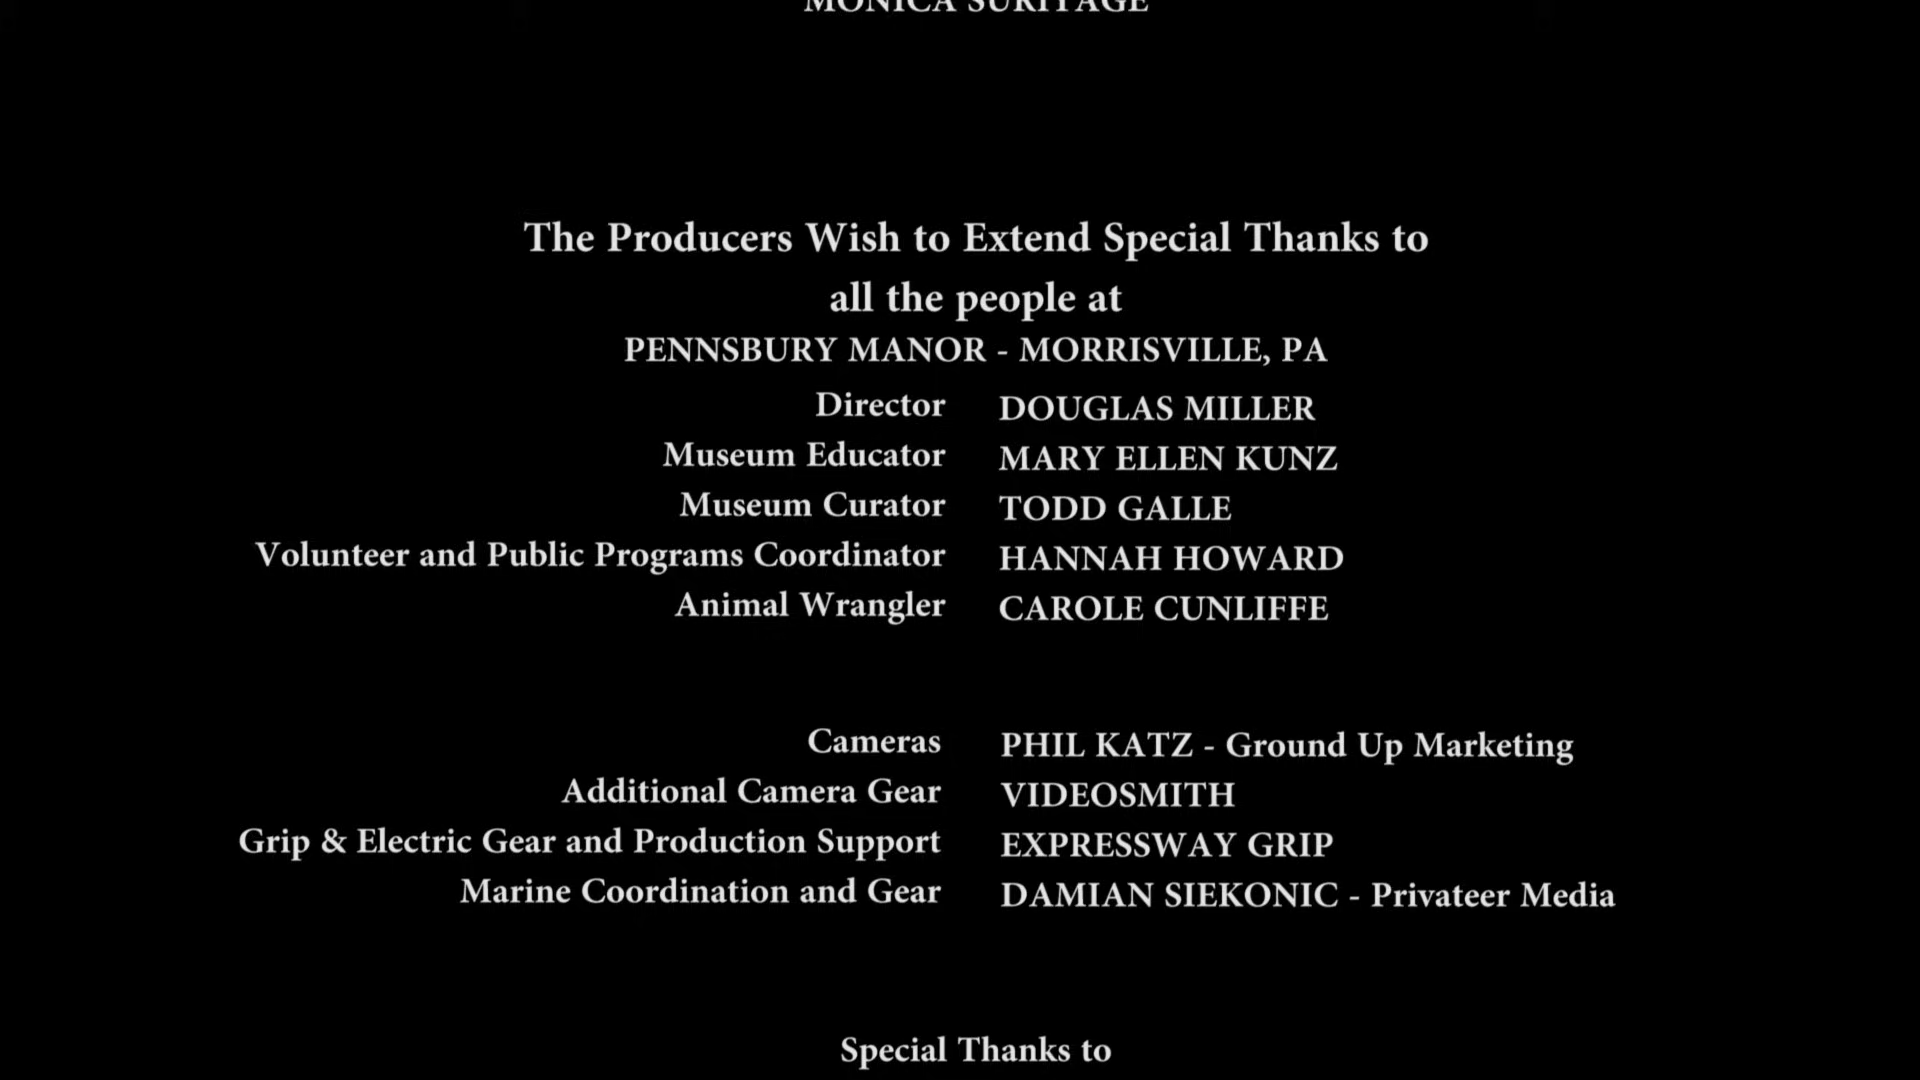 MONICA SURIYAGE
The Producers Wish to Extend Special Thanks to
all the people at
PENNSBURY MANOR - MORRISVILLE, PA
Director DOUGLAS MILLER
Museum Educator MARY ELLEN KUNZ
Museum Curator TODD GALLE
Volunteer and Public Programs Coordinator HANNAH HOWARD
Animal Wrangler CAROLE CUNLIFFE
Cameras PHIL KATZ - Ground Up Marketing
Additional Camera Gear VIDEOSMITH
Grip & Electric Gear and Production Support EXPRESSWAY GRIP
Marine Coordination and Gear DAMIAN SIEKONIC - Privateer Media
Special Thanks to